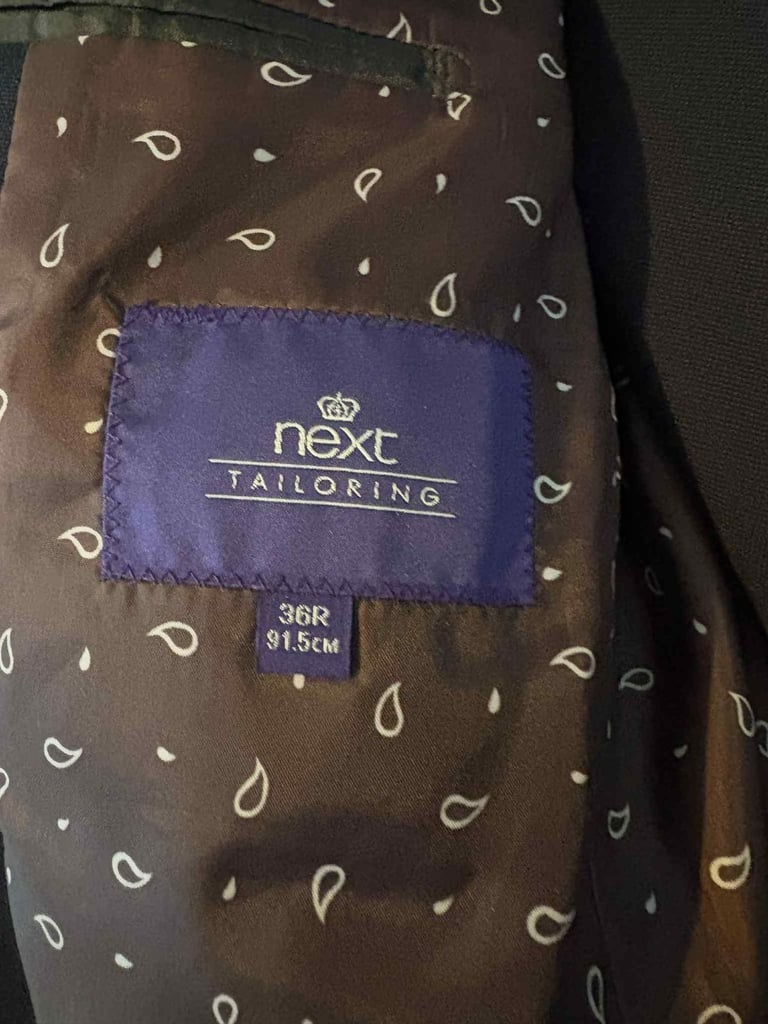 next
TAILORING
36R
91.5CM